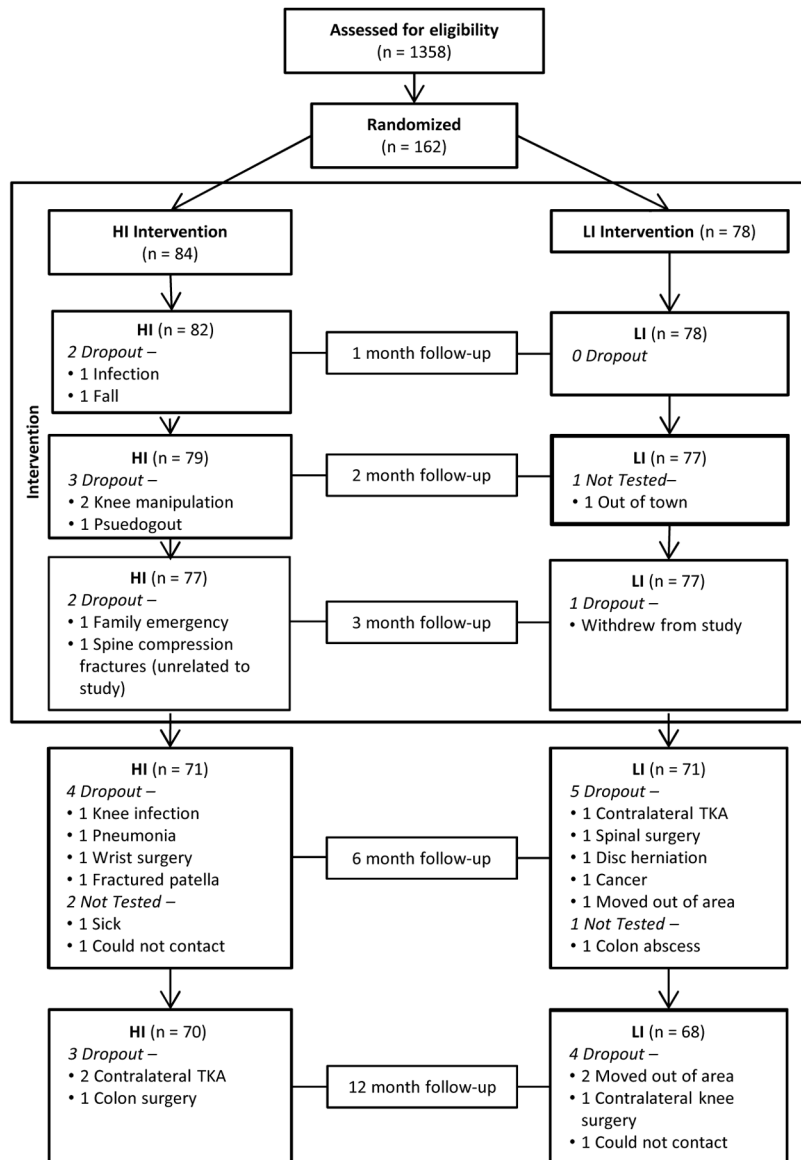 Assessed for eligibility
(n = 1358)
Randomized
(n = 162)
HI Intervention
(n = 84)
LI Intervention (n = 78)
Intervention
HI (n = 82)
2 Dropout –
• 1 Infection
• 1 Fall
1 month follow-up
LI (n = 78)
0 Dropout
HI (n = 79)
3 Dropout –
• 2 Knee manipulation
• 1 Psuedogout
2 month follow-up
LI (n = 77)
1 Not Tested–
• 1 Out of town
HI (n = 77)
2 Dropout –
• 1 Family emergency
• 1 Spine compression
fractures (unrelated to
study)
3 month follow-up
LI (n = 77)
1 Dropout –
• Withdrew from study
HI (n = 71)
4 Dropout –
• 1 Knee infection
• 1 Pneumonia
• 1 Wrist surgery
• 1 Fractured patella
2 Not Tested –
• 1 Sick
• 1 Could not contact
6 month follow-up
LI (n = 71)
5 Dropout –
• 1 Contralateral TKA
• 1 Spinal surgery
• 1 Disc herniation
• 1 Cancer
• 1 Moved out of area
1 Not Tested –
• 1 Colon abscess
HI (n = 70)
3 Dropout –
• 2 Contralateral TKA
• 1 Colon surgery
12 month follow-up
LI (n = 68)
4 Dropout –
• 2 Moved out of area
• 1 Contralateral knee
surgery
• 1 Could not contact